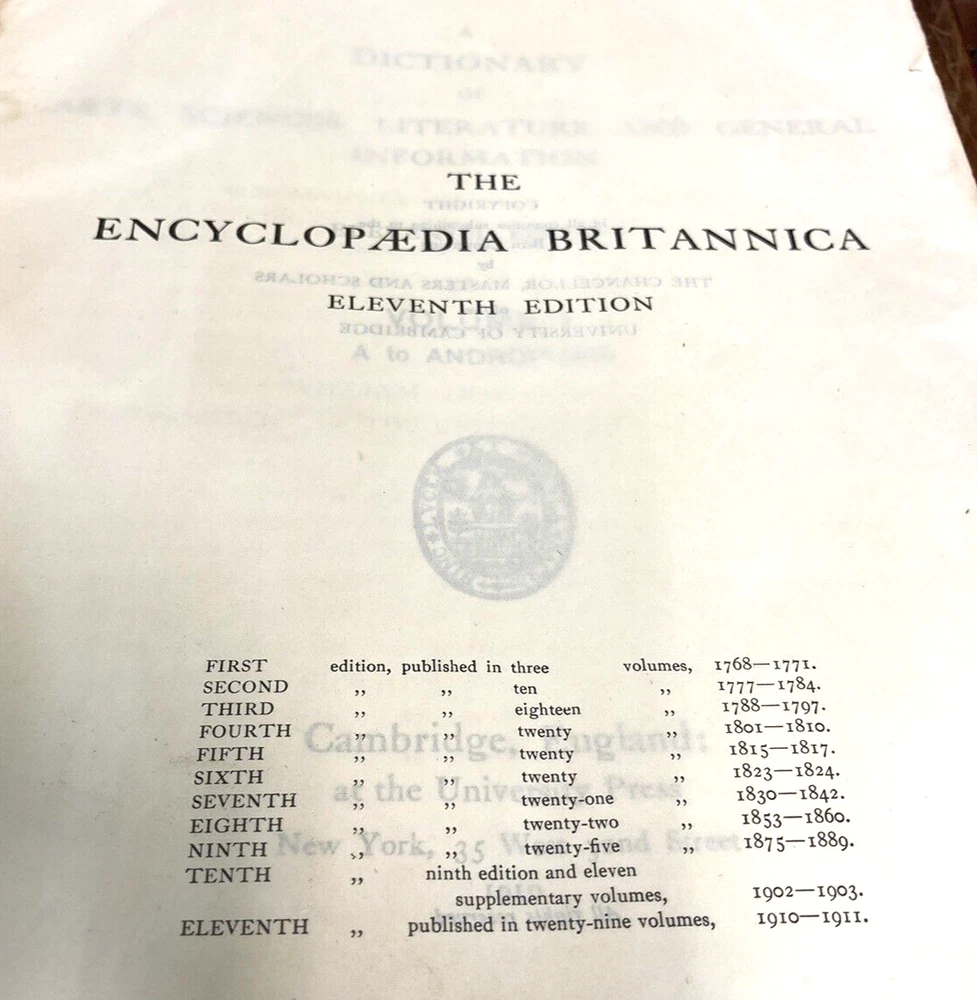 THE
ENCYCLOPÆDIA BRITANNICA
ELEVENTH EDITION
FIRST edition, published in three volumes, 1768—1771.
SECOND ,, ,, ten ,, 1777—1784.
THIRD ,, ,, eighteen ,, 1788—1797.
FOURTH ,, ,, twenty ,, 1801—1810.
FIFTH ,, ,, twenty ,, 1815—1817.
SIXTH ,, ,, twenty ,, 1823—1824.
SEVENTH ,, ,, twenty-one ,, 1830—1842.
EIGHTH ,, ,, twenty-two ,, 1853—1860.
NINTH ,, ,, twenty-five ,, 1875—1889.
TENTH ,, ninth edition and eleven
supplementary volumes, 1902—1903.
ELEVENTH ,, published in twenty-nine volumes, 1910—1911.